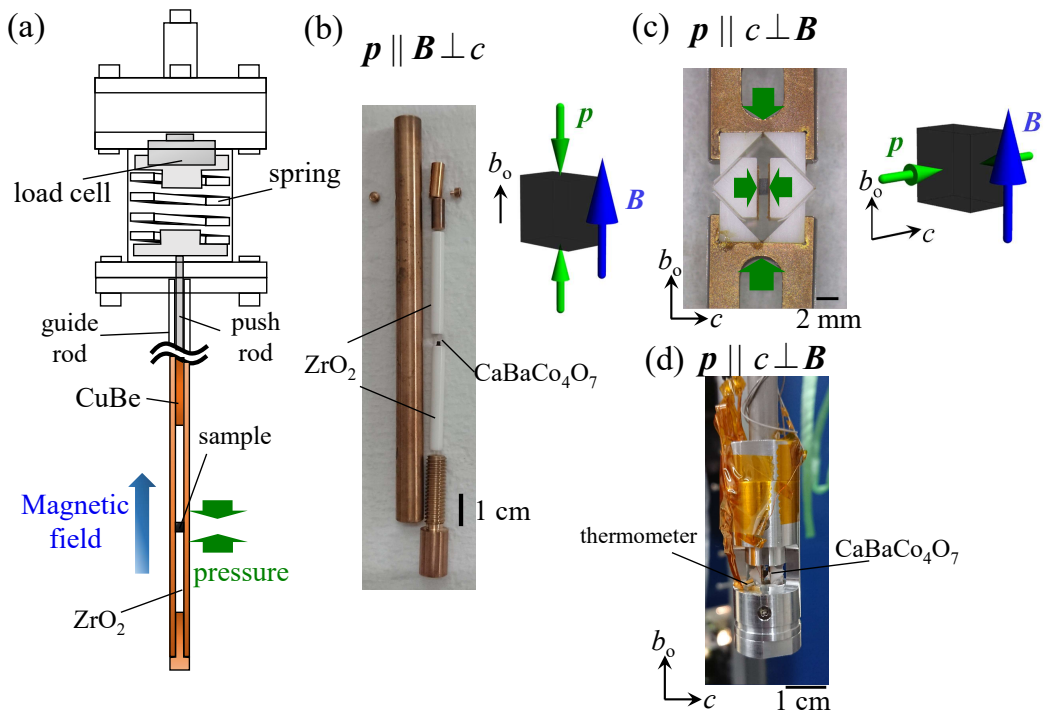 (a)
load cell
spring
guide
rod
push
rod
CuBe
sample
Magnetic
field
pressure
ZrO₂
(b)
p || B ⊥ c
ZrO₂
CaBaCo₄O₇
1 cm
bₒ
p
B
(c)
p || c ⊥ B
bₒ
c
2 mm
p
bₒ
c
B
(d)
p || c ⊥ B
thermometer
CaBaCo₄O₇
bₒ
c
1 cm